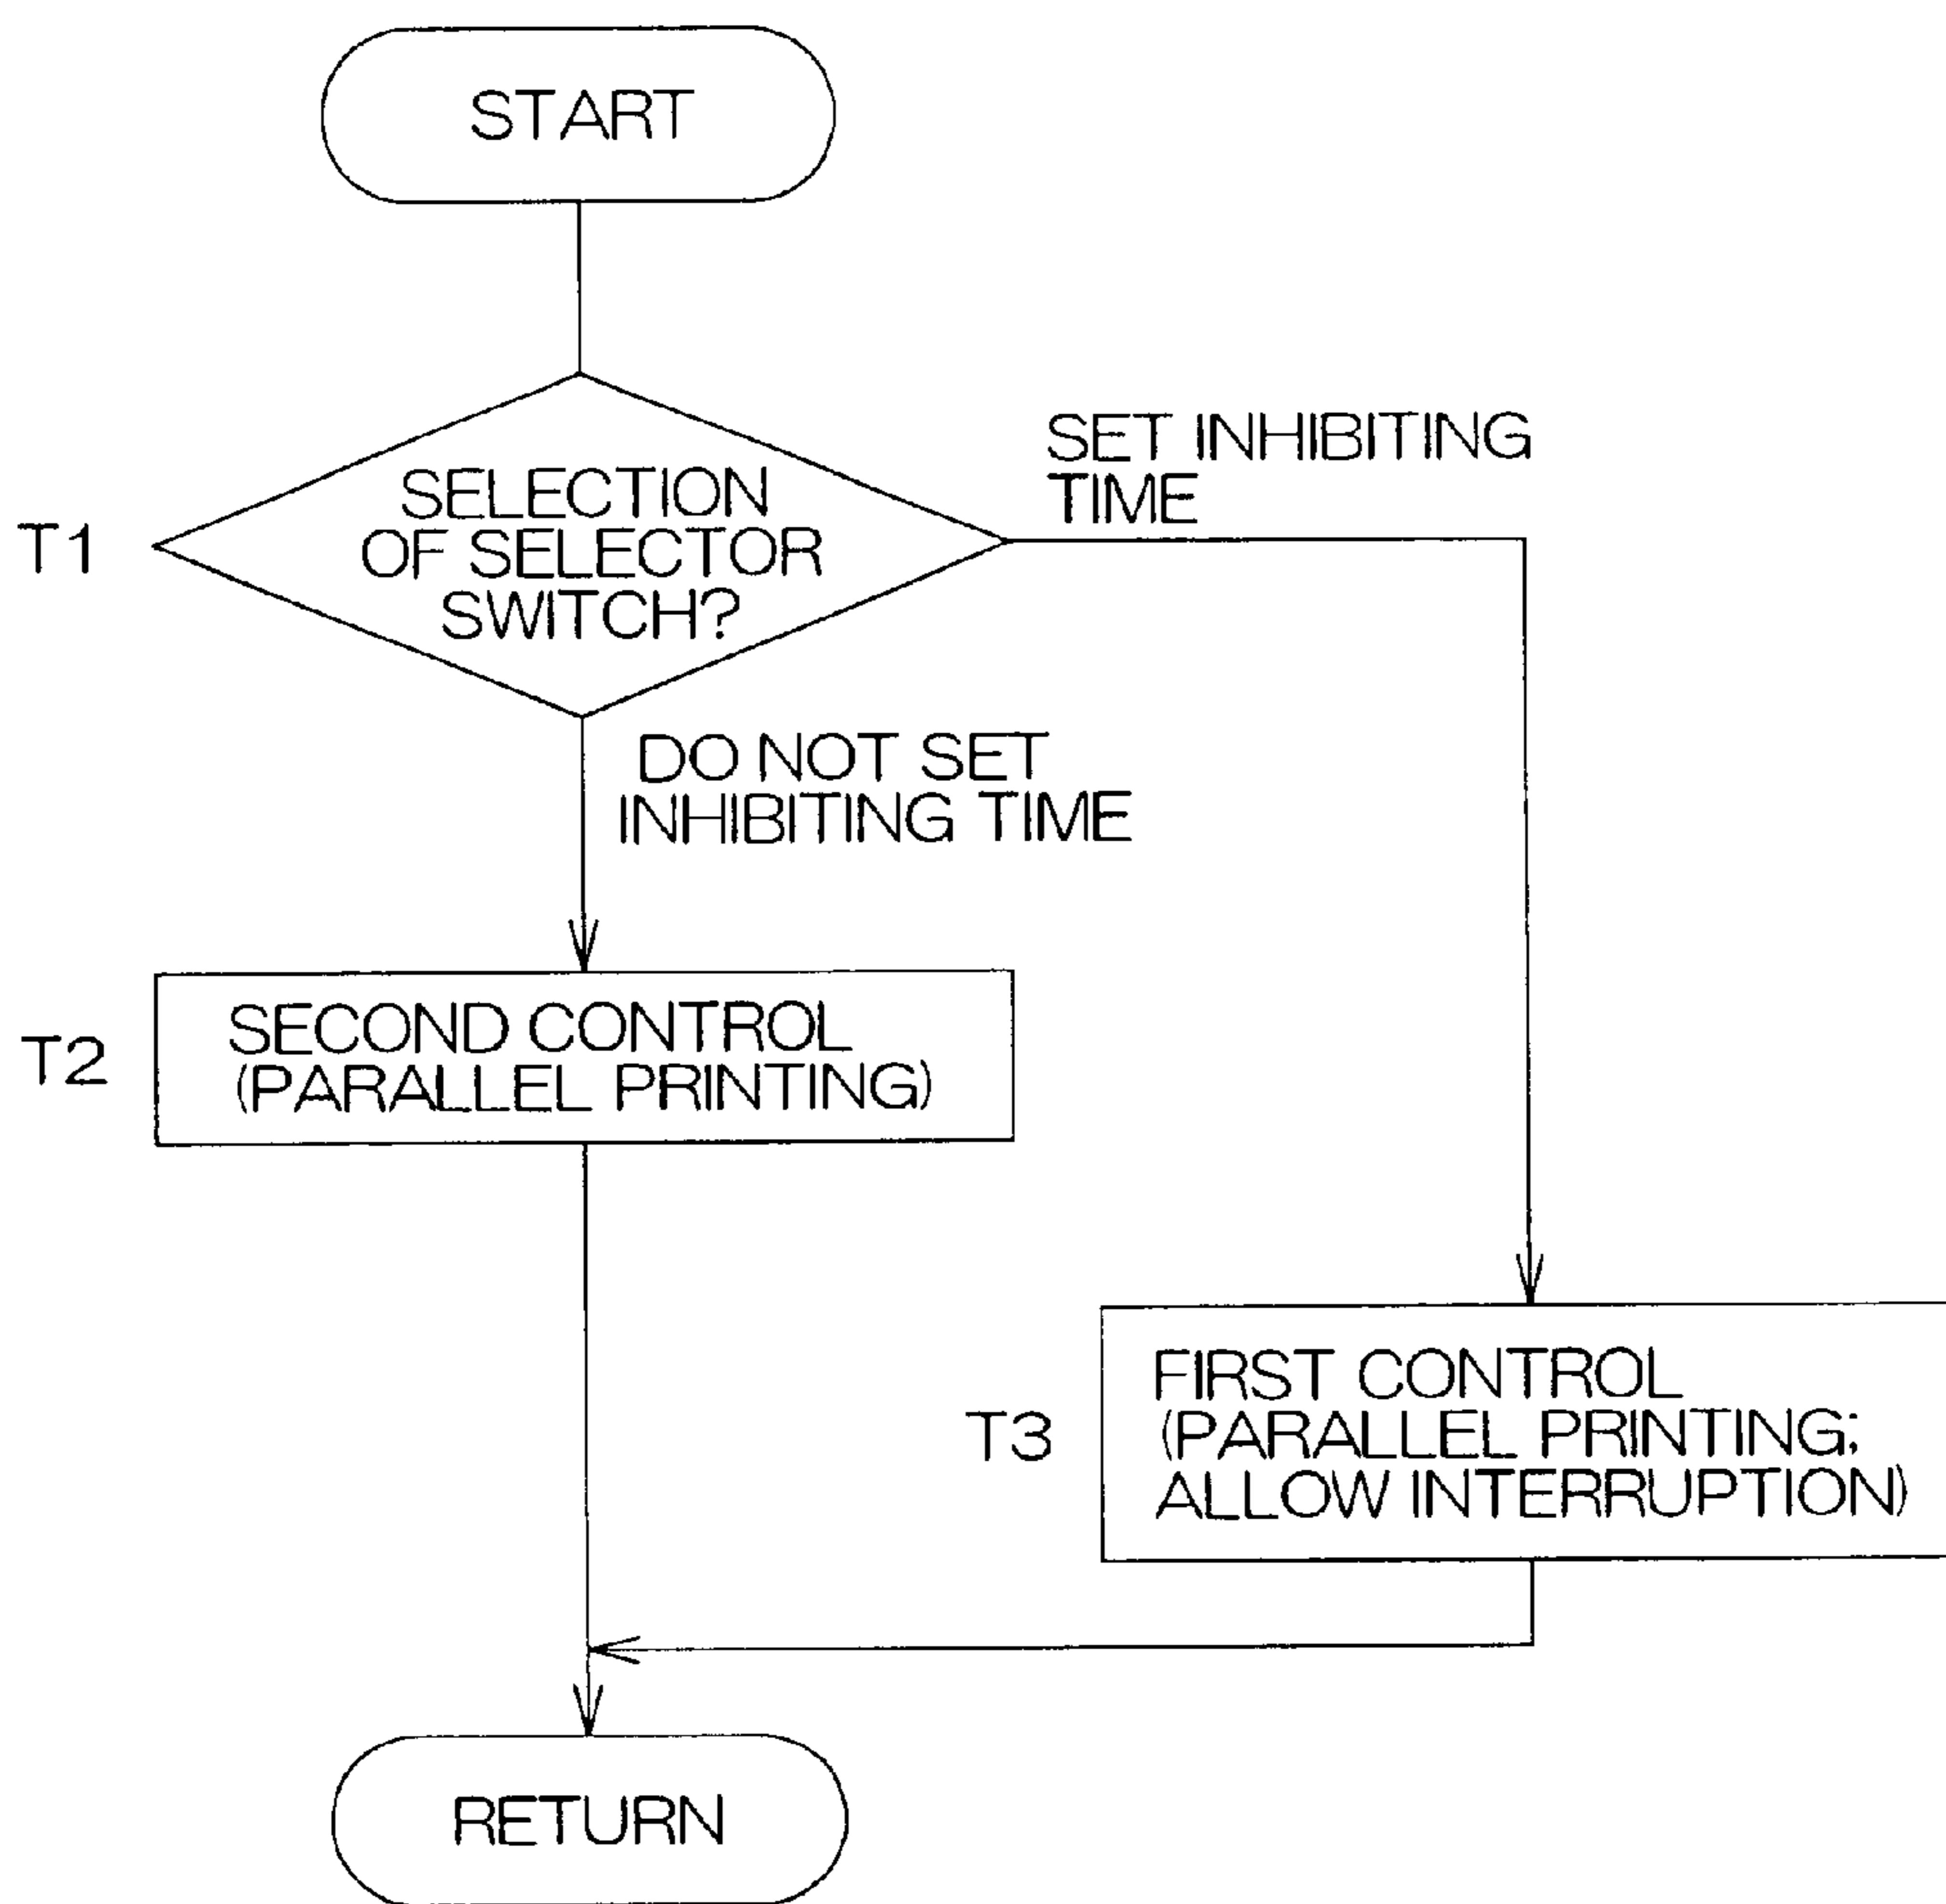 START
SET INHIBITING
TIME
T1
SELECTION
OF SELECTOR
SWITCH?
DO NOT SET
INHIBITING TIME
T2
SECOND CONTROL
(PARALLEL PRINTING)
T3
FIRST CONTROL
(PARALLEL PRINTING;
ALLOW INTERRUPTION)
RETURN